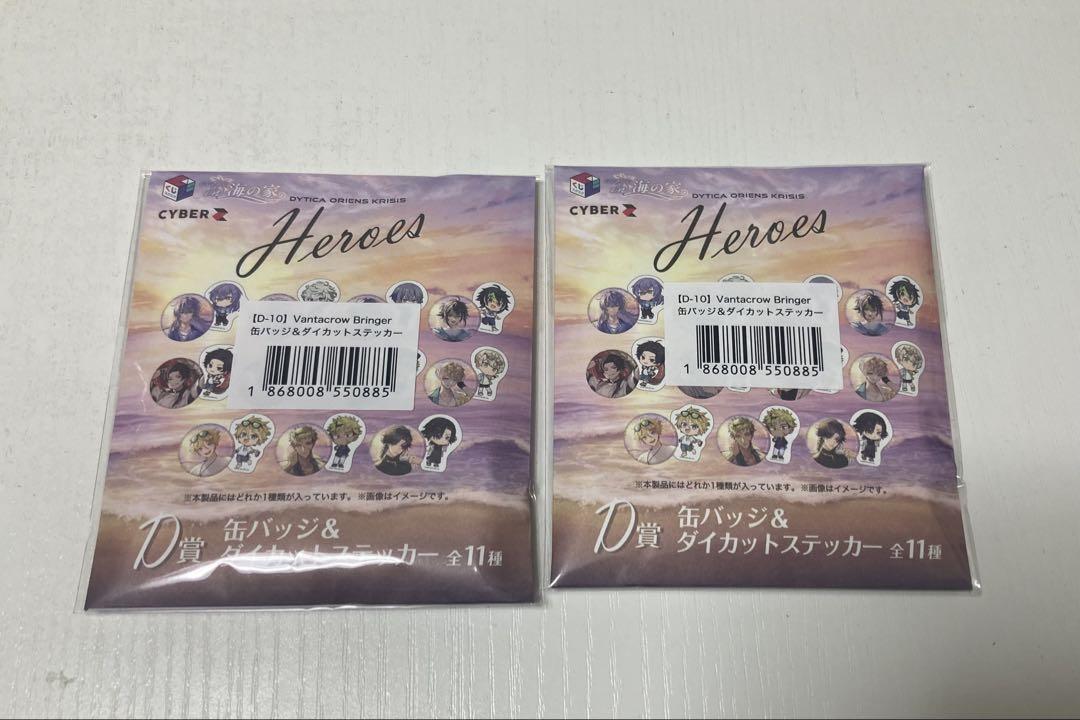 くじ
海の家
CYBER Z
DYTICA ORIENS KRISIS
Heroes
【D-10】Vantacrow Bringer
缶バッジ＆ダイカットステッカー
1 868008 550885
※本製品にはどれか1種類が入っています。 ※画像はイメージです。
D賞
缶バッジ&
ダイカットステッカー 全11種
くじ
海の家
CYBER Z
DYTICA ORIENS KRISIS
Heroes
【D-10】Vantacrow Bringer
缶バッジ＆ダイカットステッカー
1 868008 550885
※本製品にはどれか1種類が入っています。 ※画像はイメージです。
D賞
缶バッジ&
ダイカットステッカー 全11種